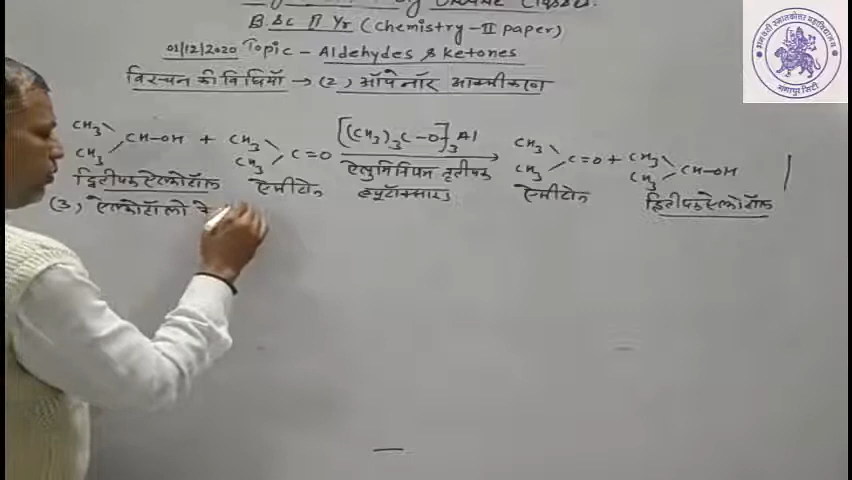 B Sc II Yr (Chemistry-II paper)
01/12/2020 Topic - Aldehydes & Ketones
विरचन की विधियाँ → (2) ऑपेनॉर आक्सीकरण
CH3 CH3 CH-OH + CH3 CH3 C=O [(CH3)3C-O]3 Al → CH3 CH3 C=O + CH3 CH3 CH-OH
द्वितीयक ऐल्कोहॉल ऐसीटोन ऐलुमिनियम तृतीयक ब्यूटॉक्साइड ऐसीटोन द्वितीयक ऐल्कोहॉल
(3) ऐल्कोहॉलो